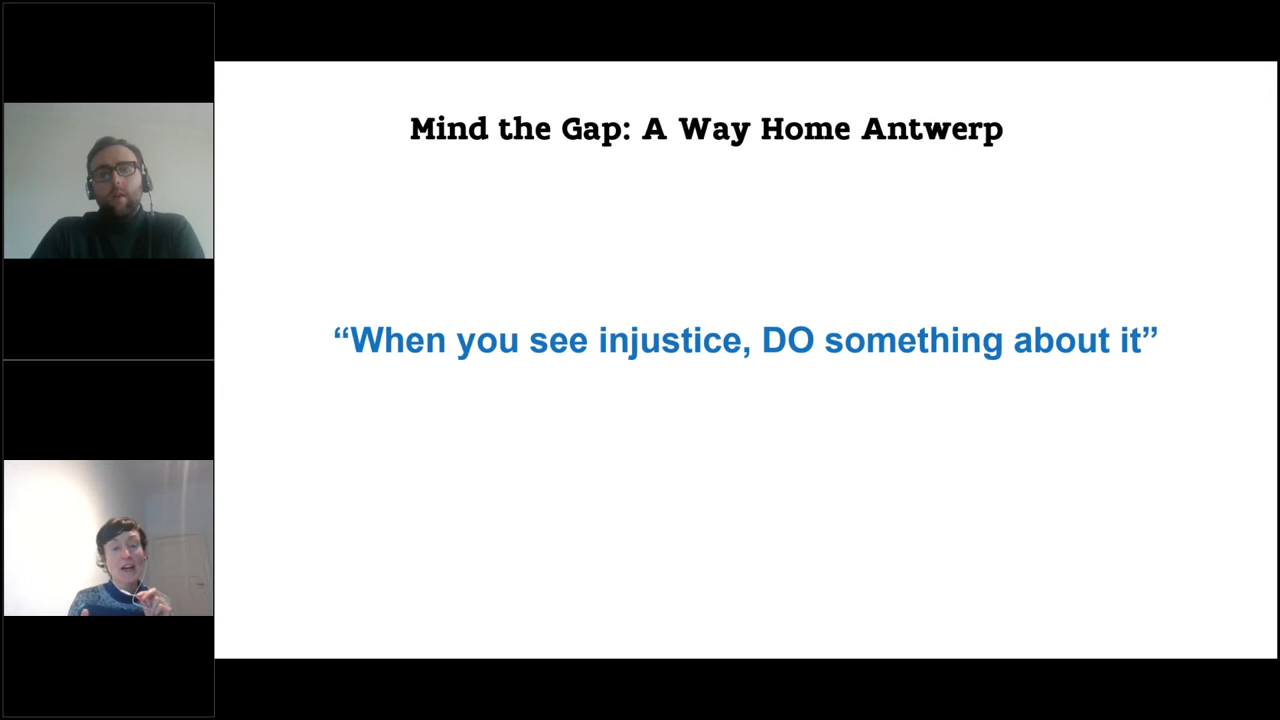 Mind the Gap: A Way Home Antwerp
“When you see injustice, DO something about it”